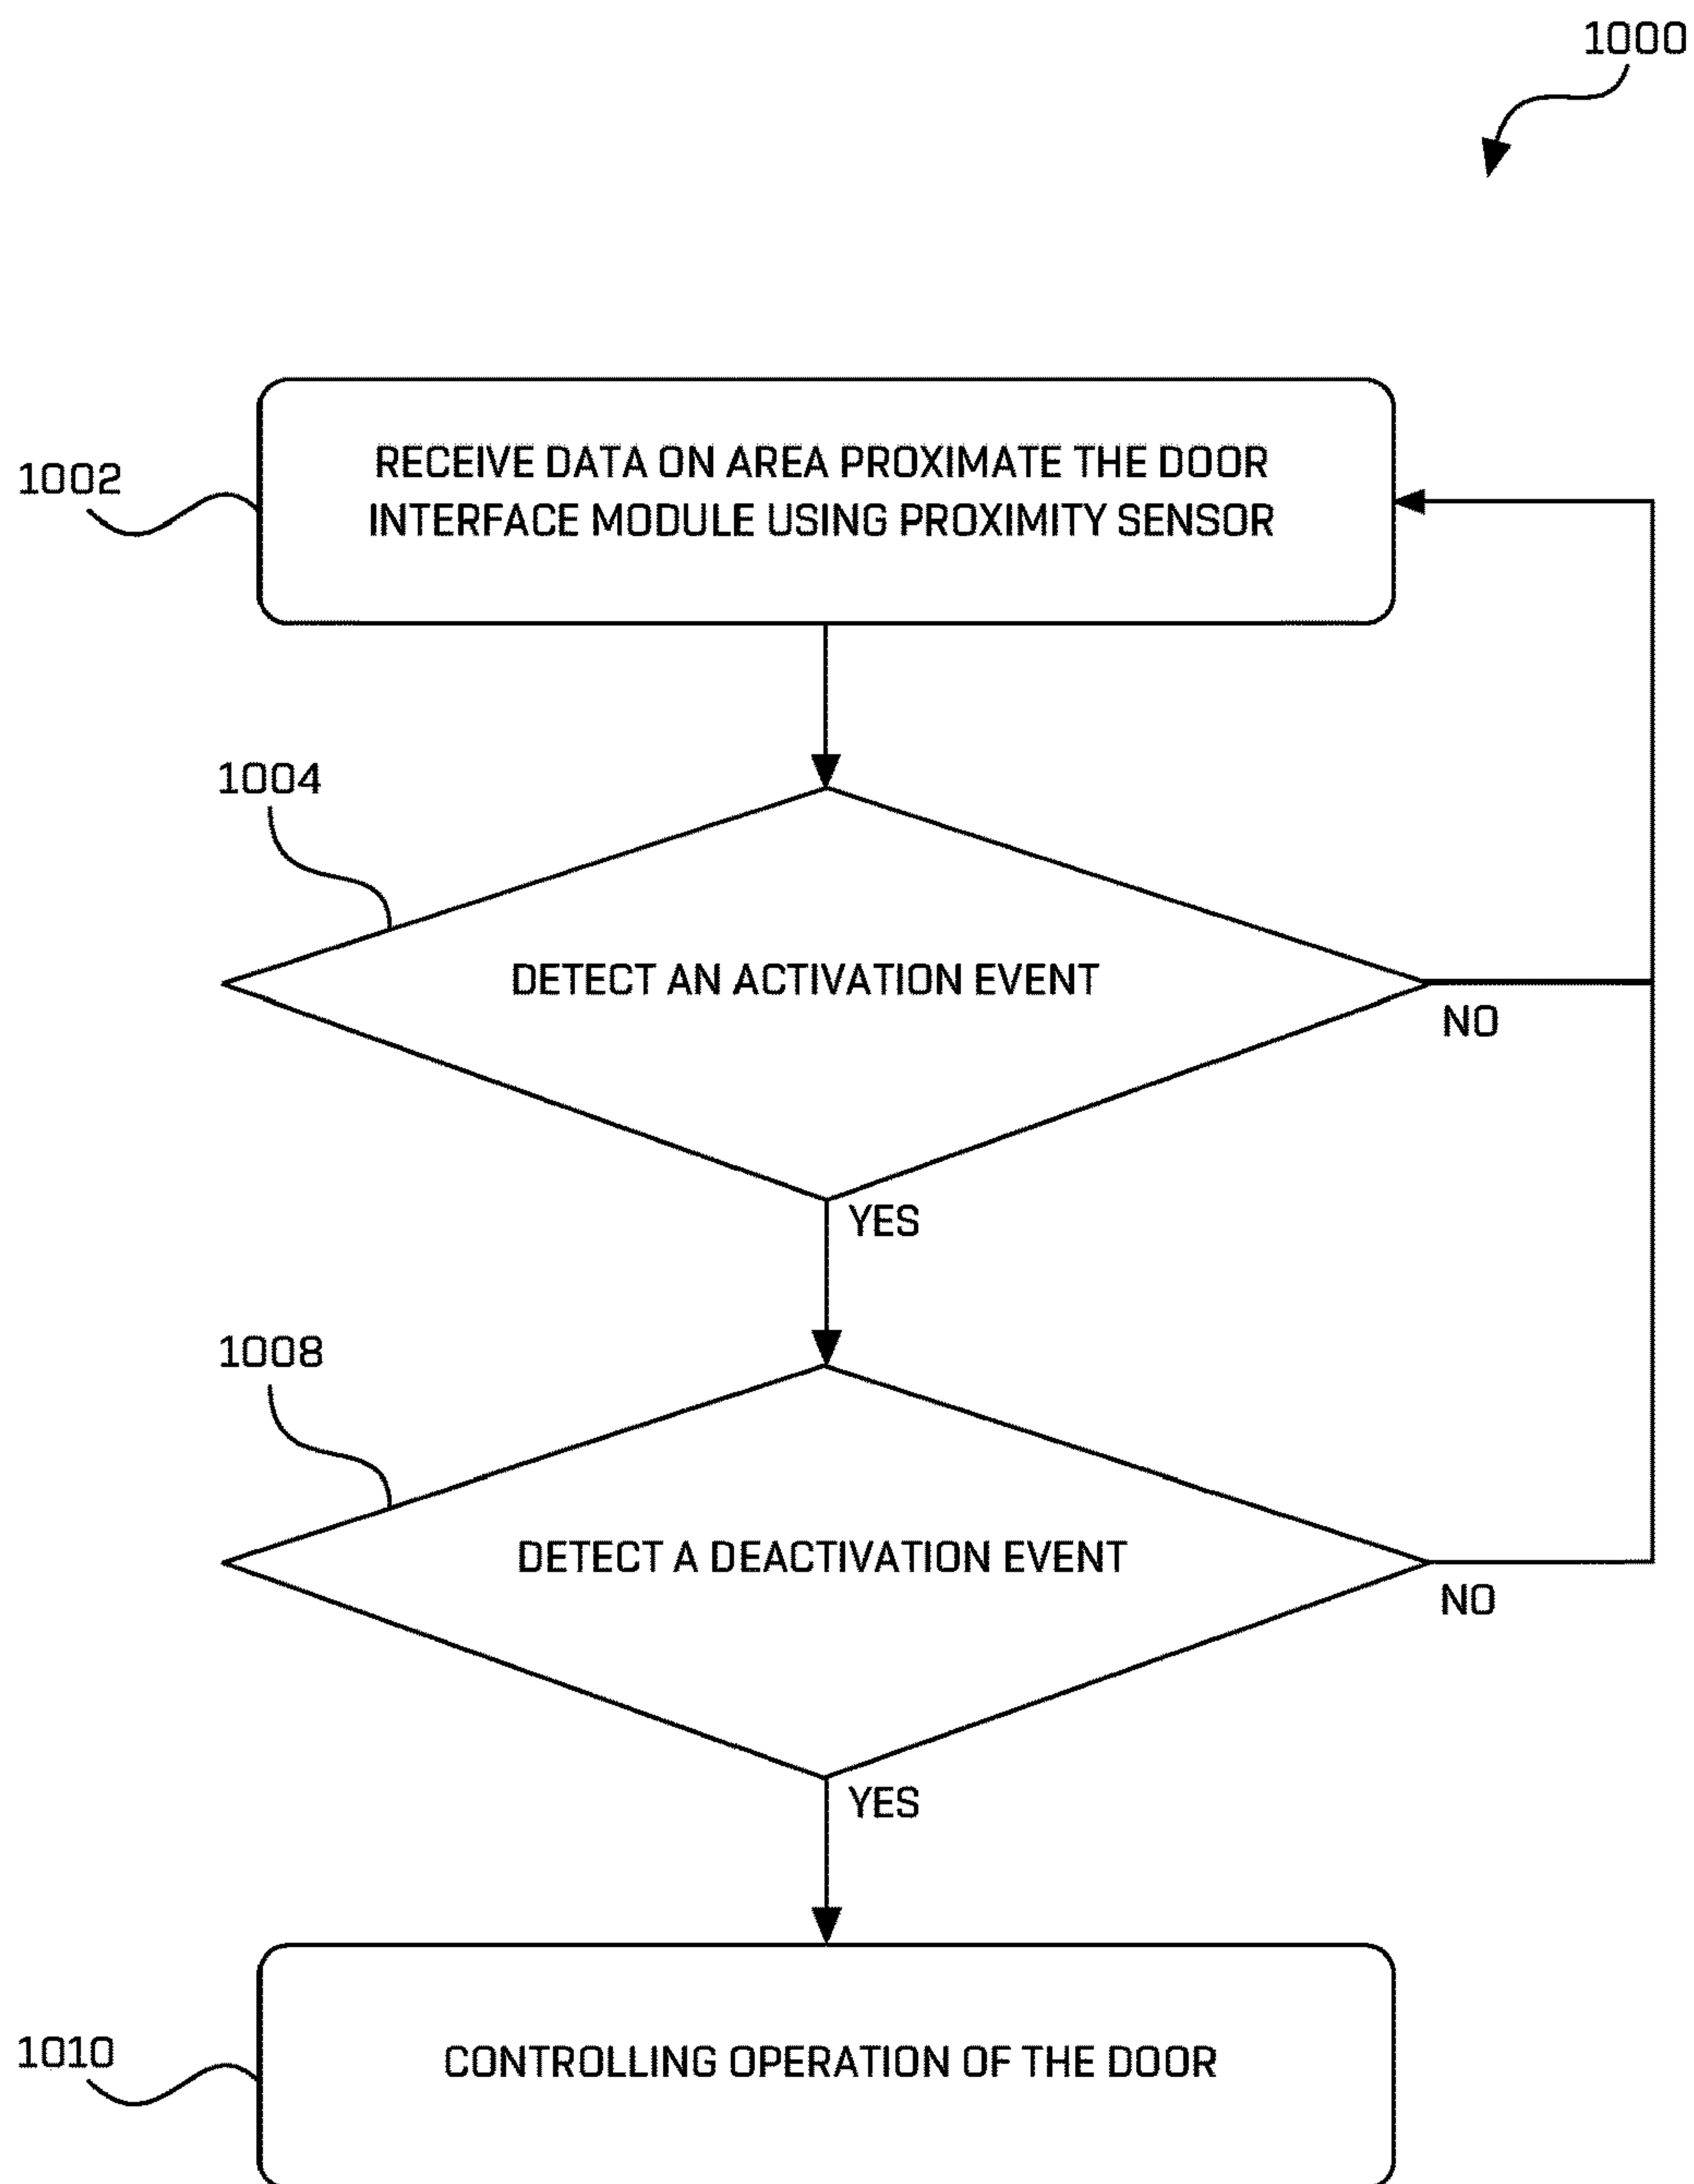 1000
1002
RECEIVE DATA ON AREA PROXIMATE THE DOOR
INTERFACE MODULE USING PROXIMITY SENSOR
1004
DETECT AN ACTIVATION EVENT
NO
YES
1008
DETECT A DEACTIVATION EVENT
NO
YES
1010
CONTROLLING OPERATION OF THE DOOR